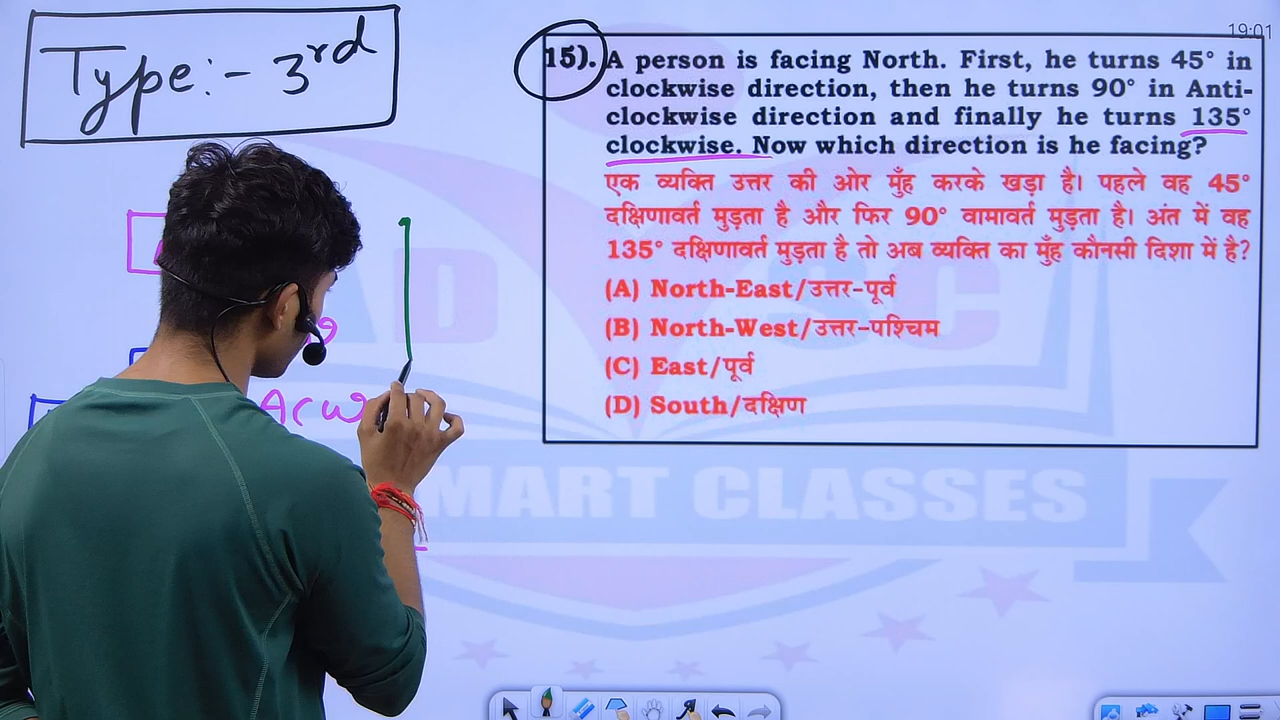 19:01
Type:- 3rd
15). A person is facing North. First, he turns 45° in
clockwise direction, then he turns 90° in Anti-
clockwise direction and finally he turns 135°
clockwise. Now which direction is he facing?
एक व्यक्ति उत्तर की ओर मुँह करके खड़ा है। पहले वह 45°
दक्षिणावर्त मुड़ता है और फिर 90° वामावर्त मुड़ता है। अंत में वह
135° दक्षिणावर्त मुड़ता है तो अब व्यक्ति का मुँह कौनसी दिशा में है?
(A) North-East/उत्तर-पूर्व
(B) North-West/उत्तर-पश्चिम
(C) East/पूर्व
(D) South/दक्षिण
ACW
SMART CLASSES